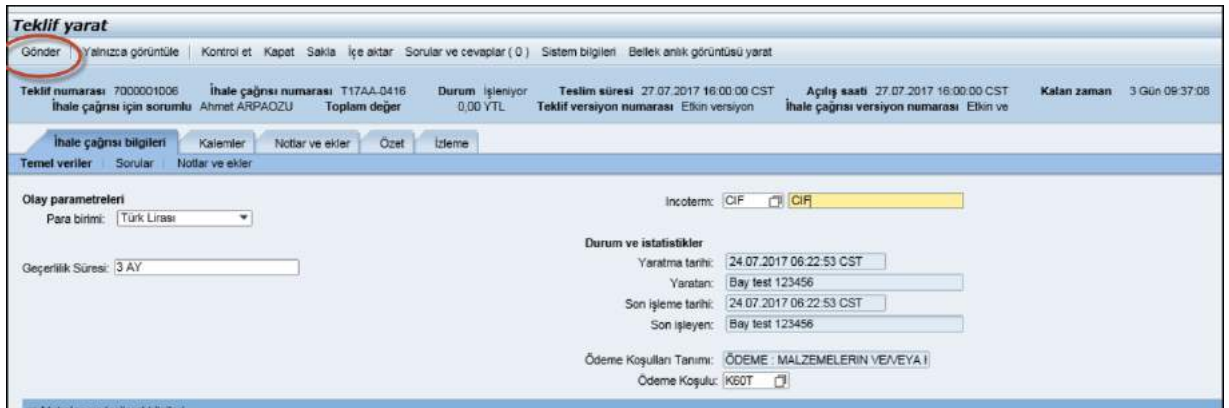 Teklif yarat
Gönder Yalnızca görüntüle Kontrol et Kapat Sakla İçe aktar Sorular ve cevaplar ( 0 ) Sistem bilgileri Bellek anlık görüntüsü yarat
Teklif numarası 7000001006 İhale çağrısı numarası T17AA-0416 Durum İşleniyor Teslim süresi 27.07.2017 16:00:00 CST Açılış saati 27.07.2017 16:00:00 CST Kalan zaman 3 Gün 09:37:08
İhale çağrısı için sorumlu Ahmet ARPAOZU Toplam değer 0,00 YTL Teklif versiyon numarası Etkin versiyon İhale çağrısı versiyon numarası Etkin ve
İhale çağrısı bilgileri Kalemler Notlar ve ekler Özet İzleme
Temel veriler Sorular Notlar ve ekler
Olay parametreleri
Para birimi: Türk Lirası
Geçerlilik Süresi: 3 AY
Incoterm: CIF CIF
Durum ve istatistikler
Yaratma tarihi: 24.07.2017 06:22:53 CST
Yaratan: Bay test 123456
Son işleme tarihi: 24.07.2017 06:22:53 CST
Son işleyen: Bay test 123456
Ödeme Koşulları Tanımı: ÖDEME : MALZEMELERIN VE/VEYA
Ödeme Koşulu: K60T